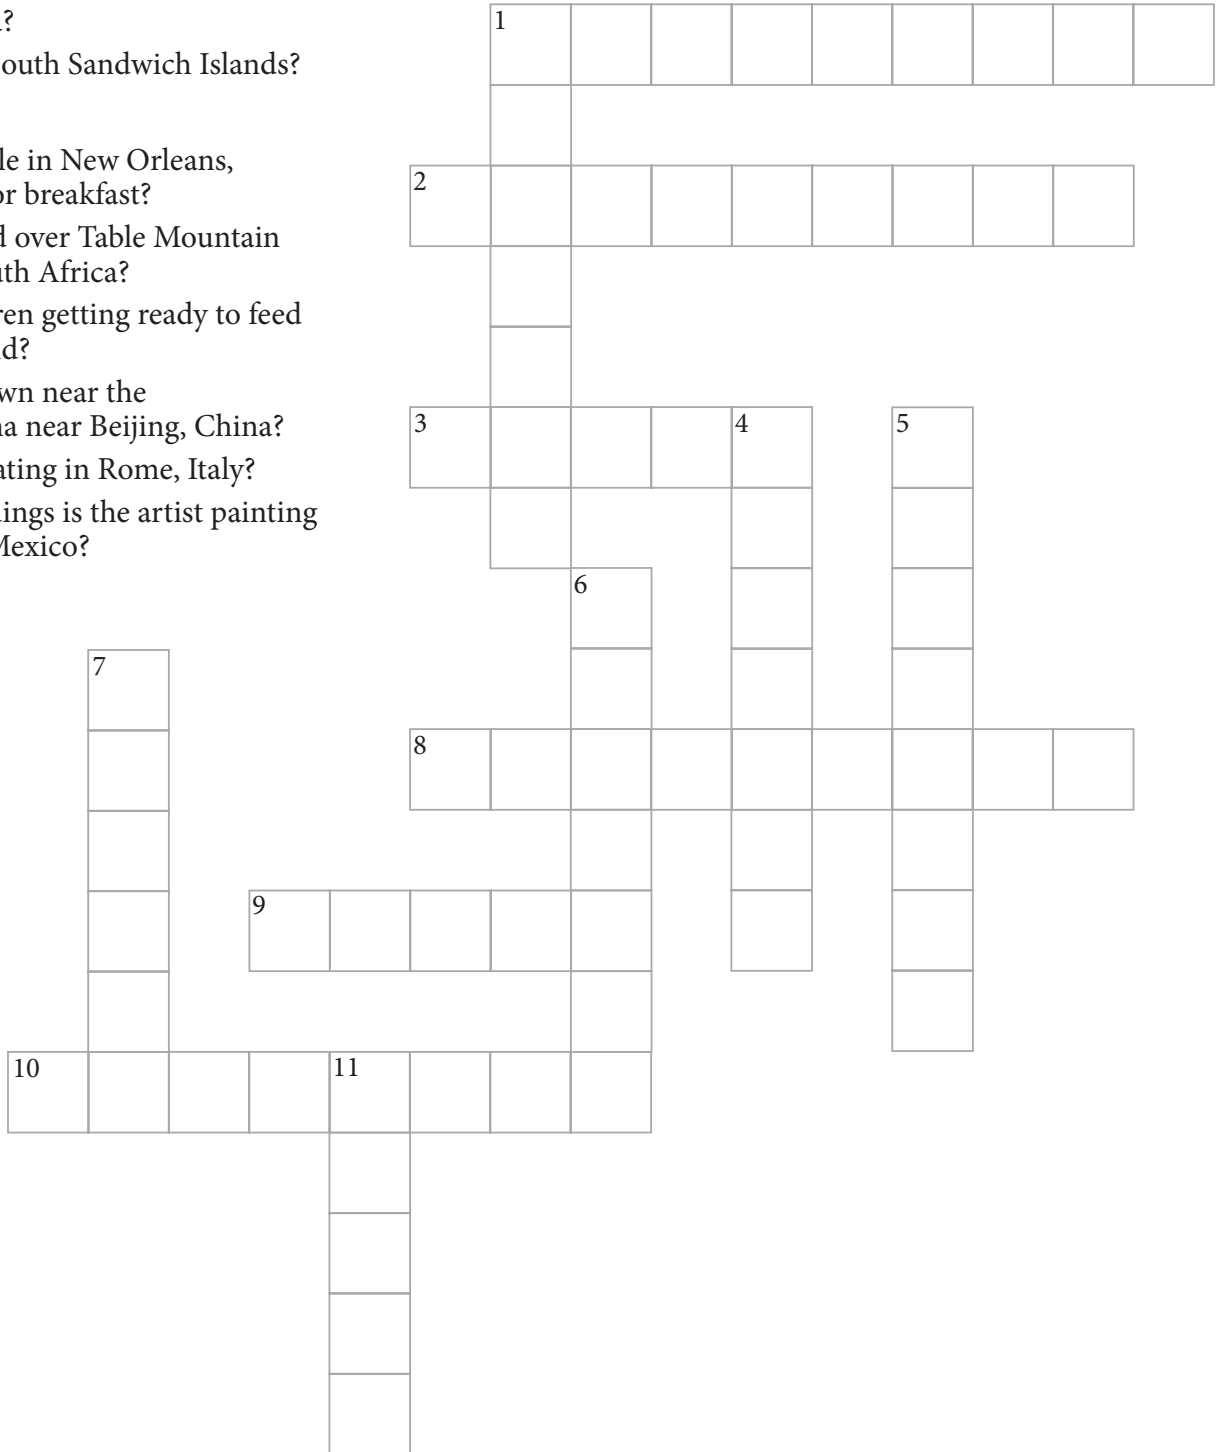 ?
outh Sandwich Islands?
le in New Orleans,
or breakfast?
d over Table Mountain
uth Africa?
ren getting ready to feed
d?
wn near the
na near Beijing, China?
ating in Rome, Italy?
ings is the artist painting
Mexico?
1
2
3 4 5
6
7
8
9
10 11